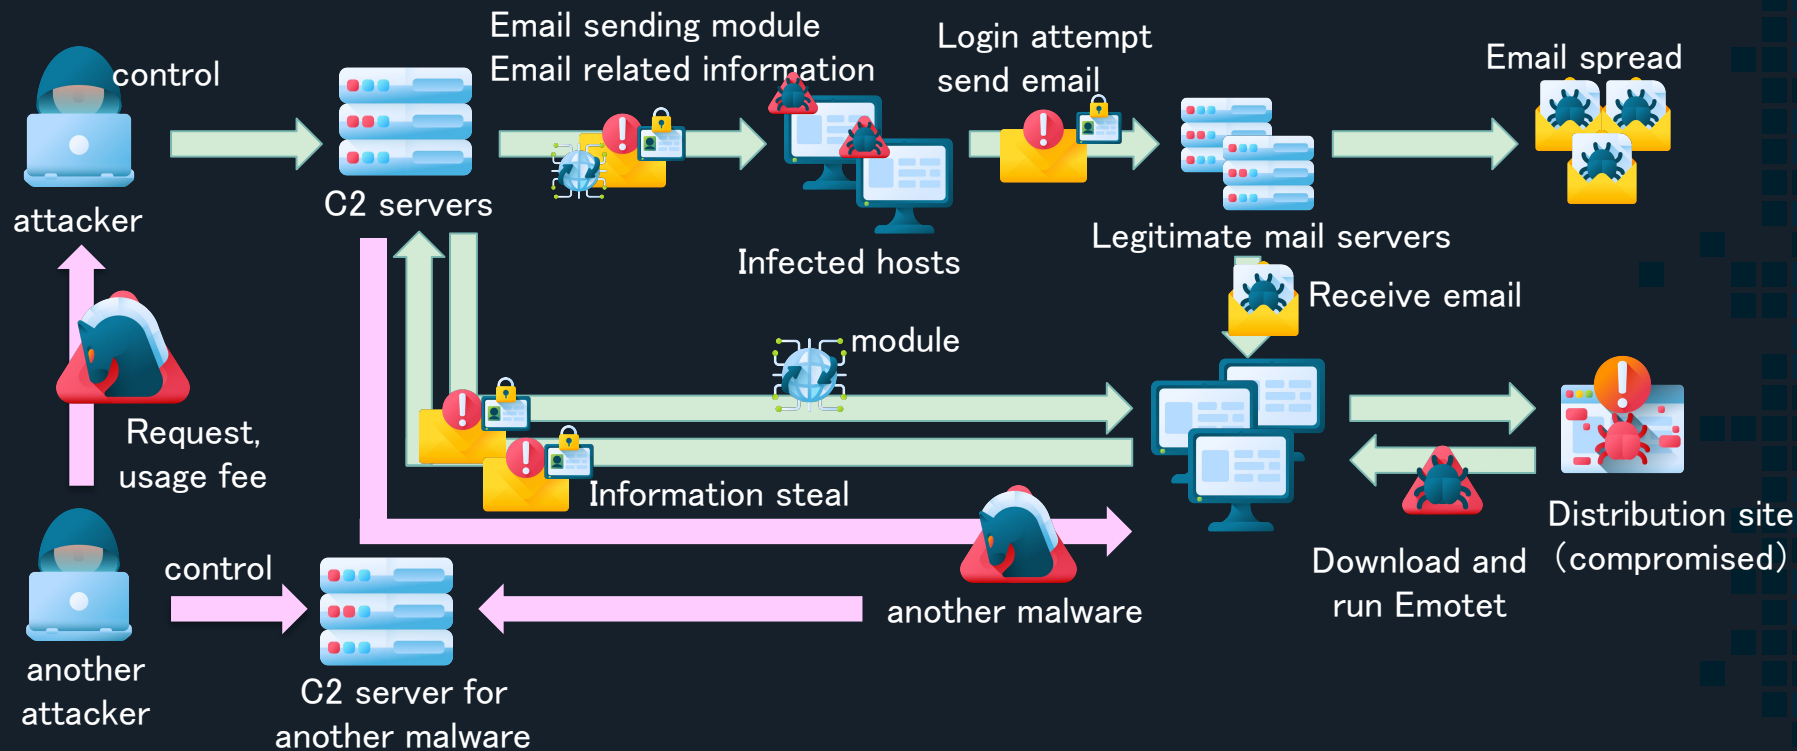 Email sending module
Email related information
Login attempt
send email
Email spread
control
attacker
C2 servers
Infected hosts
Legitimate mail servers
Receive email
module
Request,
usage fee
Information steal
Distribution site
(compromised)
Download and
run Emotet
control
another malware
another
attacker
C2 server for
another malware